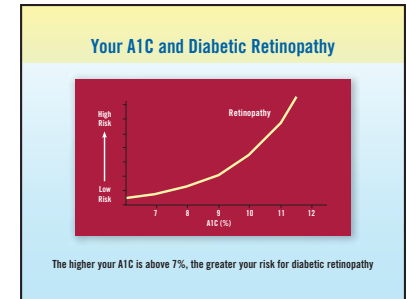 Your A1C and Diabetic Retinopathy
High
Risk
Retinopathy
Low
Risk
7 8 9 10 11 12
A1C (%)
The higher your A1C is above 7%, the greater your risk for diabetic retinopathy